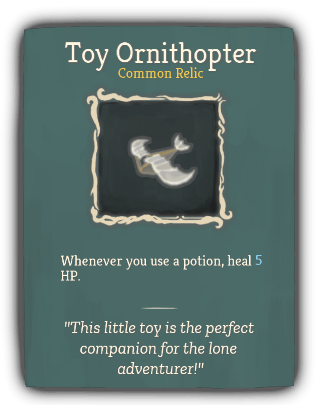 Toy Ornithopter
Common Relic
Whenever you use a potion, heal 5
HP.
"This little toy is the perfect
companion for the lone
adventurer!"